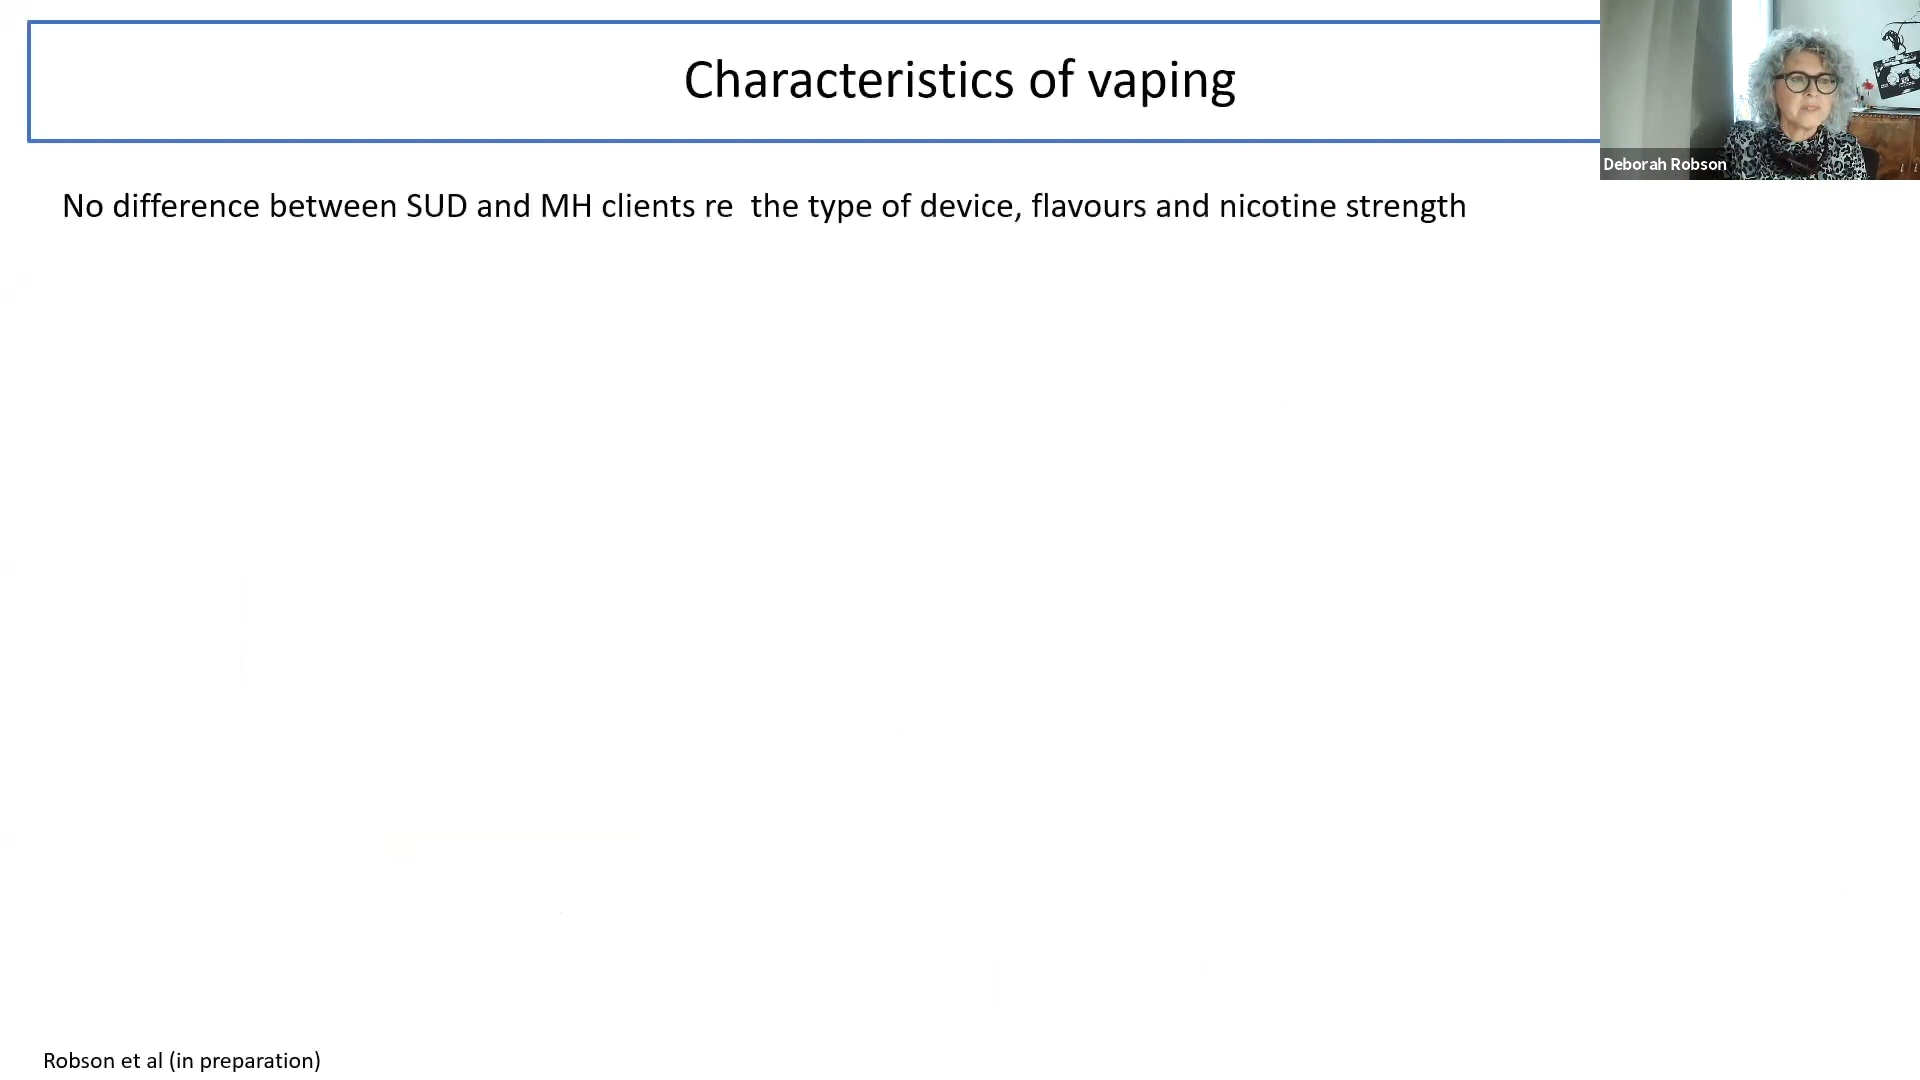 Characteristics of vaping
Deborah Robson
No difference between SUD and MH clients re  the type of device, flavours and nicotine strength
Robson et al (in preparation)